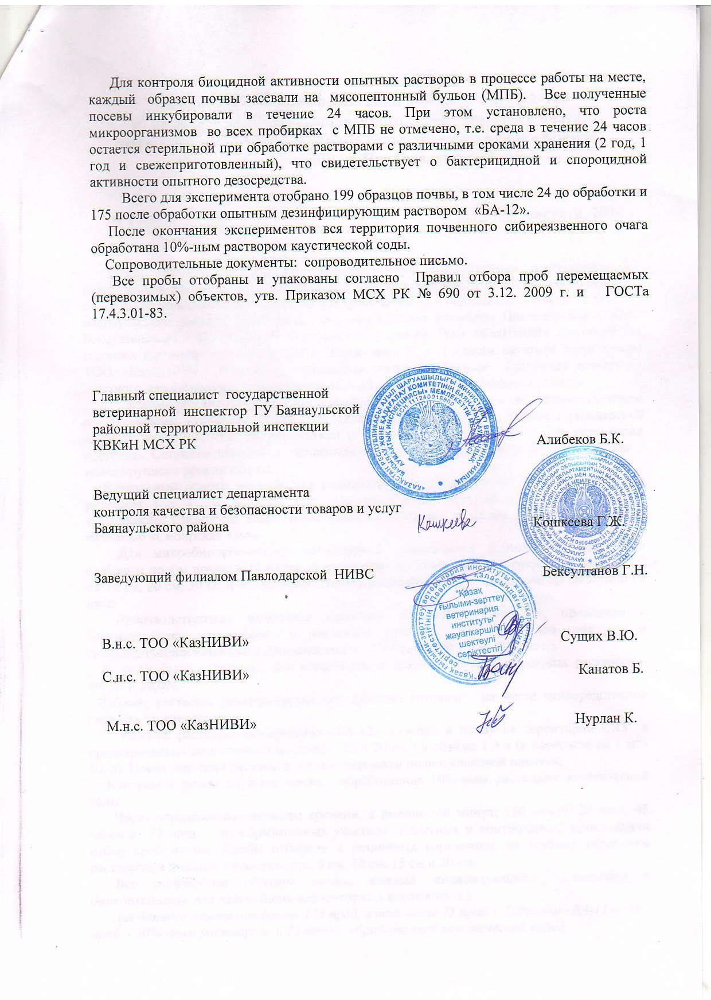 Для контроля биоцидной активности опытных растворов в процессе работы на месте,
каждый образец почвы засевали на мясопептонный бульон (МПБ). Все полученные
посевы инкубировали в течение 24 часов. При этом установлено, что роста
микроорганизмов во всех пробирках с МПБ не отмечено, т.е. среда в течение 24 часов
остается стерильной при обработке растворами с различными сроками хранения (2 год, 1
год и свежеприготовленный), что свидетельствует о бактерицидной и спороцидной
активности опытного дезосредства.
Всего для эксперимента отобрано 199 образцов почвы, в том числе 24 до обработки и
175 после обработки опытным дезинфицирующим раствором «БА-12».
После окончания экспериментов вся территория почвенного сибиреязвенного очага
обработана 10%-ным раствором каустической соды.
Сопроводительные документы: сопроводительное письмо.
Все пробы отобраны и упакованы согласно Правил отбора проб перемещаемых
(перевозимых) объектов, утв. Приказом МСХ РК № 690 от 3.12. 2009 г. и ГОСТа
17.4.3.01-83.
Главный специалист государственной
ветеринарной инспектор ГУ Баянаульской
районной территориальной инспекции
КВКиН МСХ РК Алибеков Б.К.
БСН 111240016800
Ведущий специалист департамента
контроля качества и безопасности товаров и услуг
Баянаульского района Кошкеева Кошкеева Г.Ж.
БСН 090940001373
Заведующий филиалом Павлодарской НИВС Бексултанов Г.Н.
"Қазақ
ғылыми-зерттеу
ветеринария
институты"
жауапкершілігі
шектеулі
серіктестігі
В.н.с. ТОО «КазНИВИ» Сущих В.Ю.
С.н.с. ТОО «КазНИВИ» Канатов Б.
М.н.с. ТОО «КазНИВИ» Нурлан К.